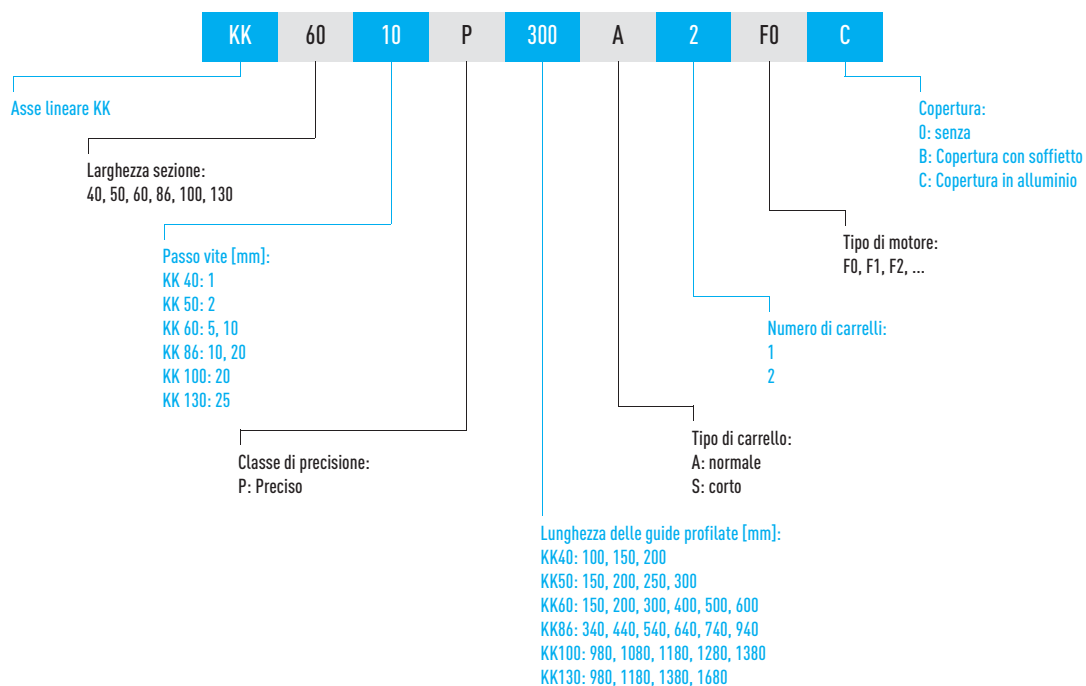 KK 60 10 P 300 A 2 F0 C
Asse lineare KK
Larghezza sezione:
40, 50, 60, 86, 100, 130
Passo vite [mm]:
KK 40: 1
KK 50: 2
KK 60: 5, 10
KK 86: 10, 20
KK 100: 20
KK 130: 25
Classe di precisione:
P: Preciso
Lunghezza delle guide profilate [mm]:
KK40: 100, 150, 200
KK50: 150, 200, 250, 300
KK60: 150, 200, 300, 400, 500, 600
KK86: 340, 440, 540, 640, 740, 940
KK100: 980, 1080, 1180, 1280, 1380
KK130: 980, 1180, 1380, 1680
Tipo di carrello:
A: normale
S: corto
Numero di carrelli:
1
2
Tipo di motore:
F0, F1, F2, ...
Copertura:
0: senza
B: Copertura con soffietto
C: Copertura in alluminio